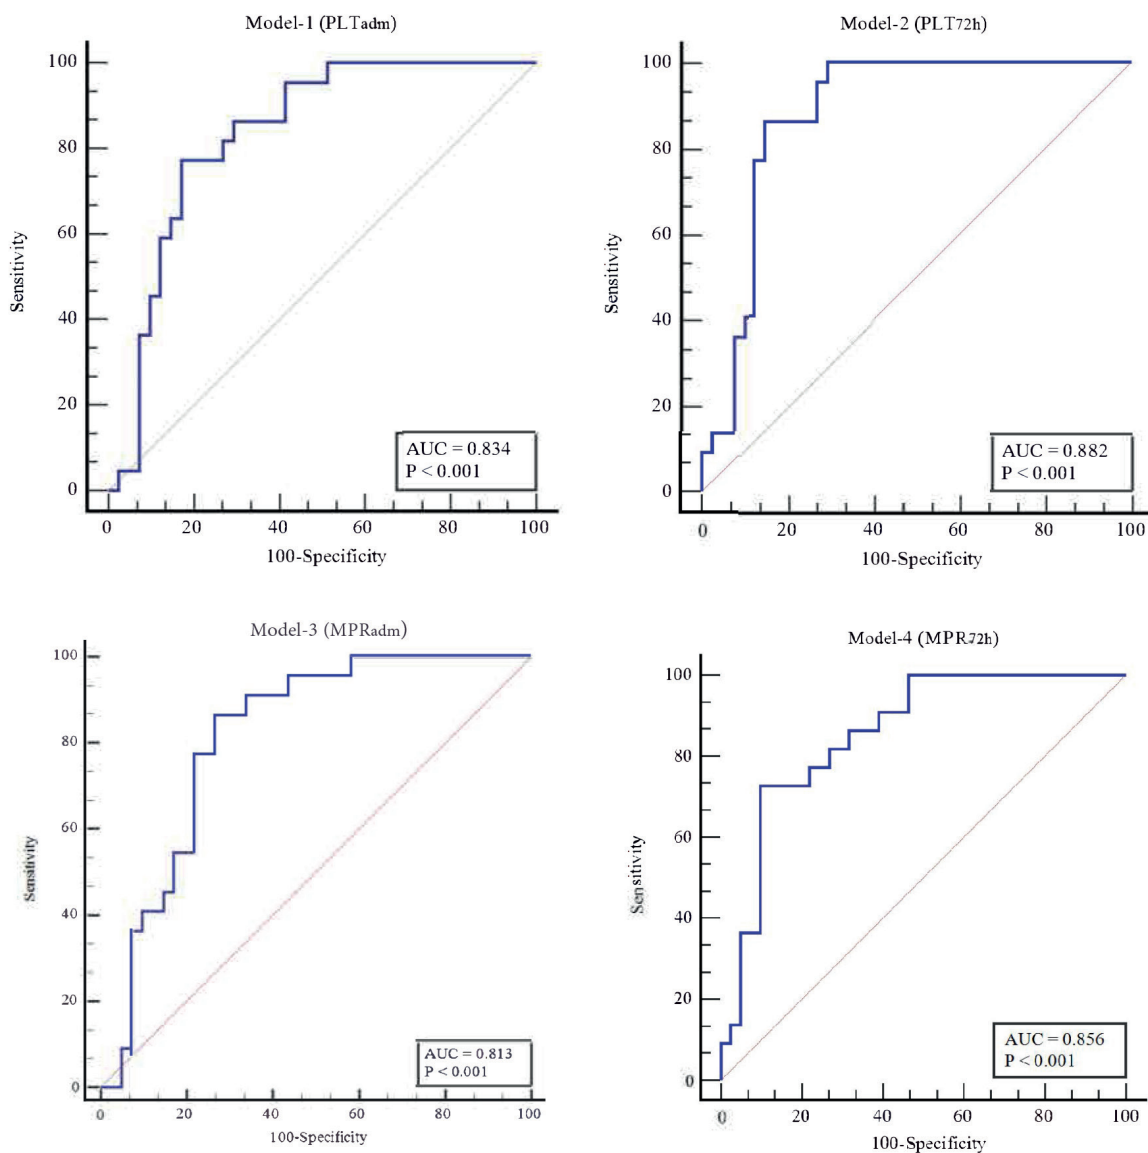 Model-1 (PLTadm)
100
80
60
40
20
0
Sensitivity
AUC = 0.834
P < 0.001
0 20 40 60 80 100
100-Specificity
Model-2 (PLT72h)
100
80
60
40
20
0
Sensitivity
AUC = 0.882
P < 0.001
0 20 40 60 80 100
100-Specificity
Model-3 (MPRadm)
100
80
60
40
20
0
Sensitivity
AUC = 0.813
P < 0.001
0 20 40 60 80 100
100-Specificity
Model-4 (MPR72h)
100
80
60
40
20
0
Sensitivity
AUC = 0.856
P < 0.001
0 20 40 60 80 100
100-Specificity